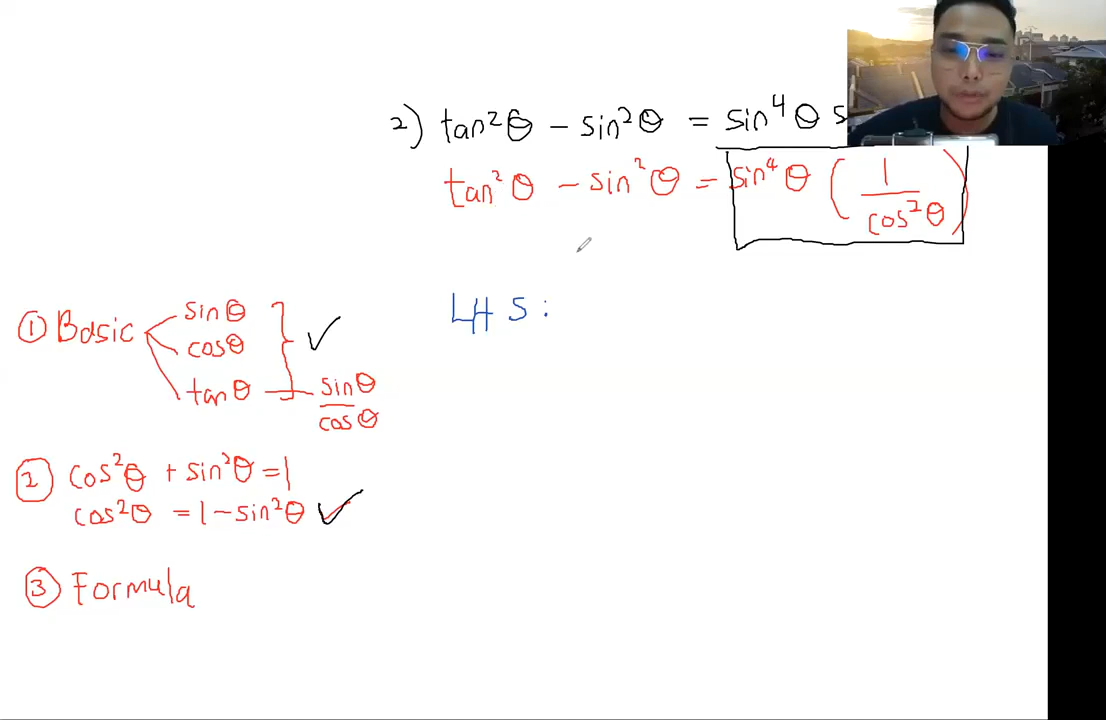 2) tan²θ − sin²θ = sin⁴θ s
tan²θ − sin²θ = sin⁴θ (1/cos²θ)
LHS :
① Basic
sinθ
cosθ
tanθ — sinθ/cosθ
② cos²θ + sin²θ = 1
cos²θ = 1 − sin²θ ✓
③ Formula